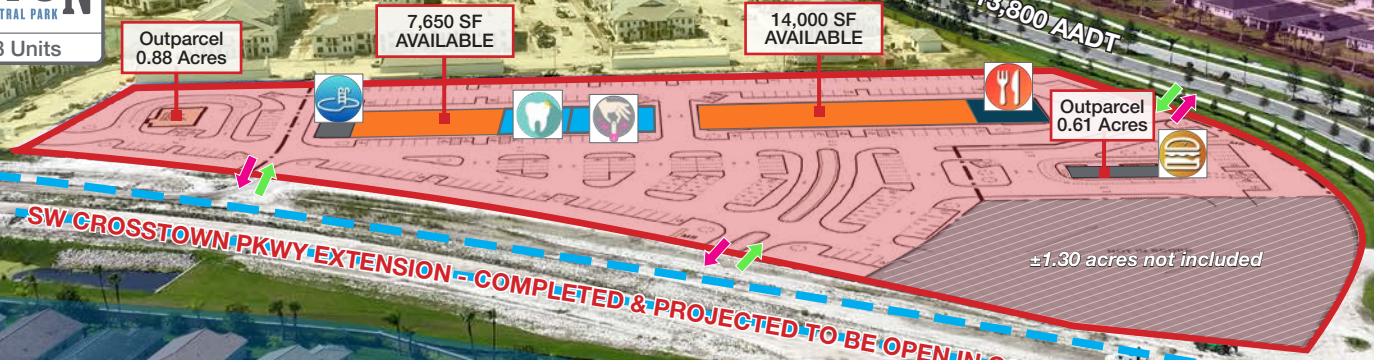 TRAL PARK
Units
Outparcel
0.88 Acres
7,650 SF
AVAILABLE
14,000 SF
AVAILABLE
13,800 AADT
Outparcel
0.61 Acres
±1.30 acres not included
SW CROSSTOWN PKWY EXTENSION - COMPLETED & PROJECTED TO BE OPEN IN